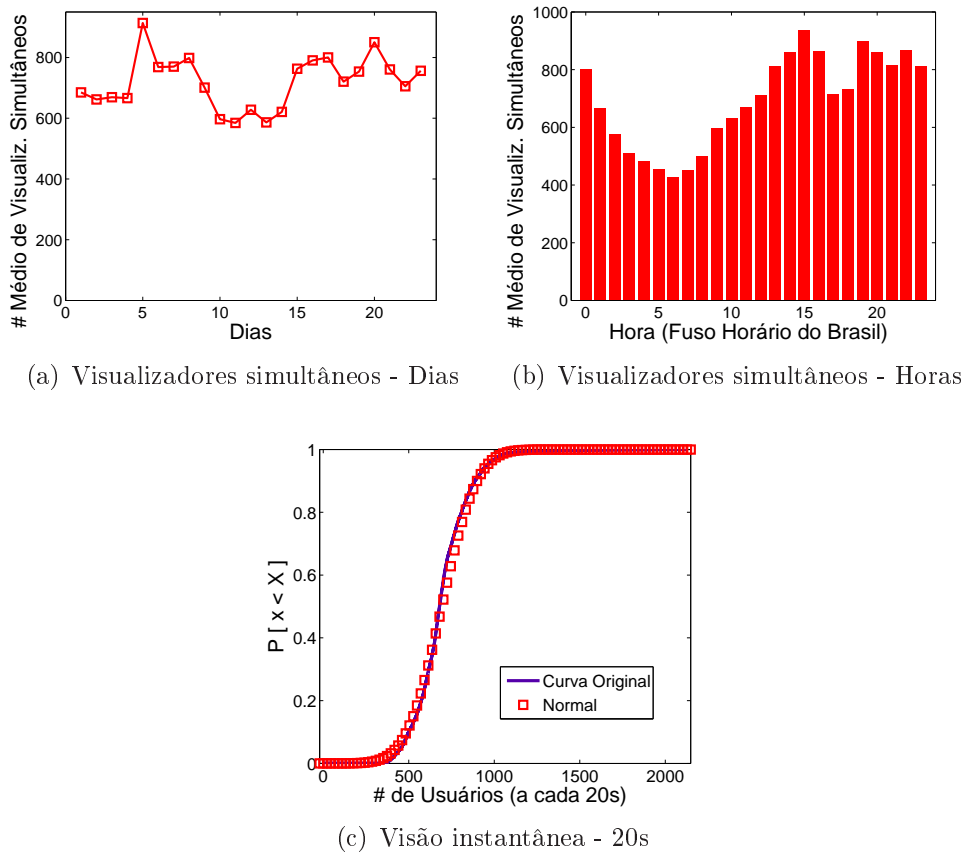 # Médio de Visualiz. Simultâneos
800
600
400
200
0
0 5 10 15 20
Dias
(a) Visualizadores simultâneos - Dias
# Médio de Visualiz. Simultâneos
1000
800
600
400
200
0
0 5 10 15 20
Hora (Fuso Horário do Brasil)
(b) Visualizadores simultâneos - Horas
P [ x < X ]
1
0.8
0.6
0.4
0.2
0
Curva Original
Normal
0 500 1000 1500 2000
# de Usuários (a cada 20s)
(c) Visão instantânea - 20s